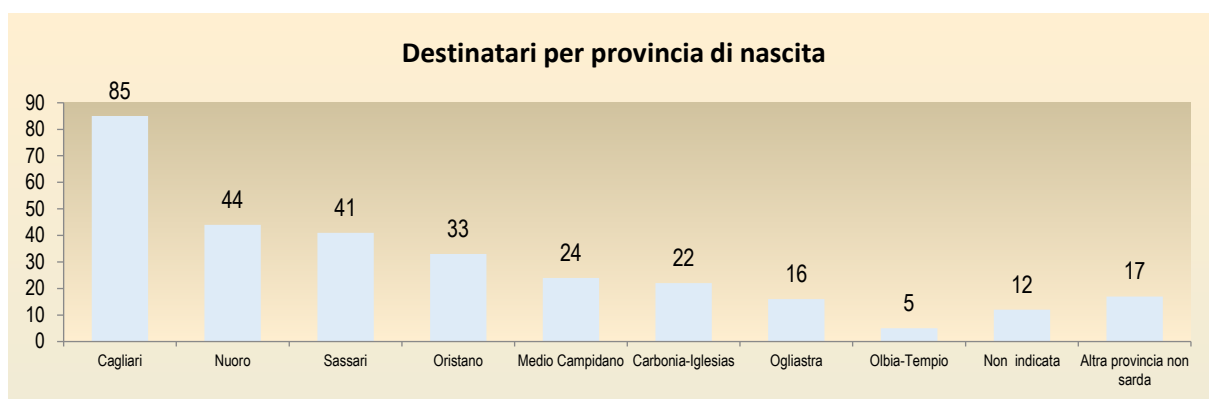 Destinatari per provincia di nascita
90
80
70
60
50
40
30
20
10
0
85
44
41
33
24
22
16
5
12
17
Cagliari
Nuoro
Sassari
Oristano
Medio Campidano
Carbonia-Iglesias
Ogliastra
Olbia-Tempio
Non indicata
Altra provincia non
sarda